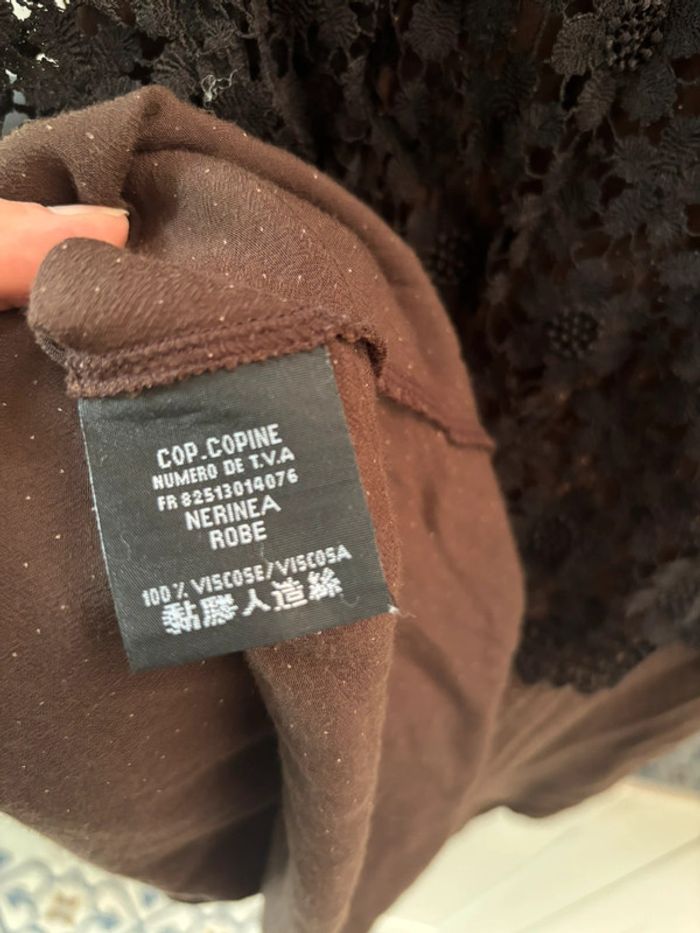 COP.COPINE
NUMERO DE T.V.A
FR 82513014076
NERINEA
ROBE
100% VISCOSE/VISCOSA
黏膠人造絲